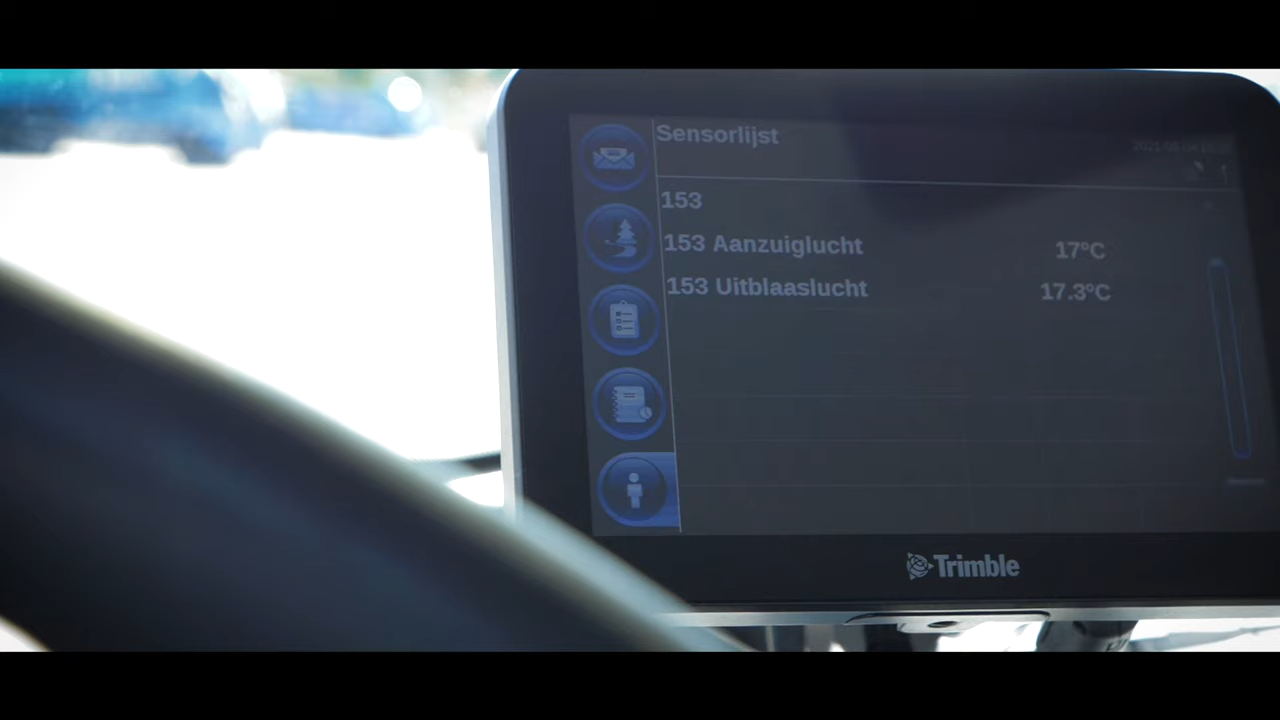 Sensorlijst
153
153 Aanzuiglucht 17°C
153 Uitblaaslucht 17.3°C
Trimble